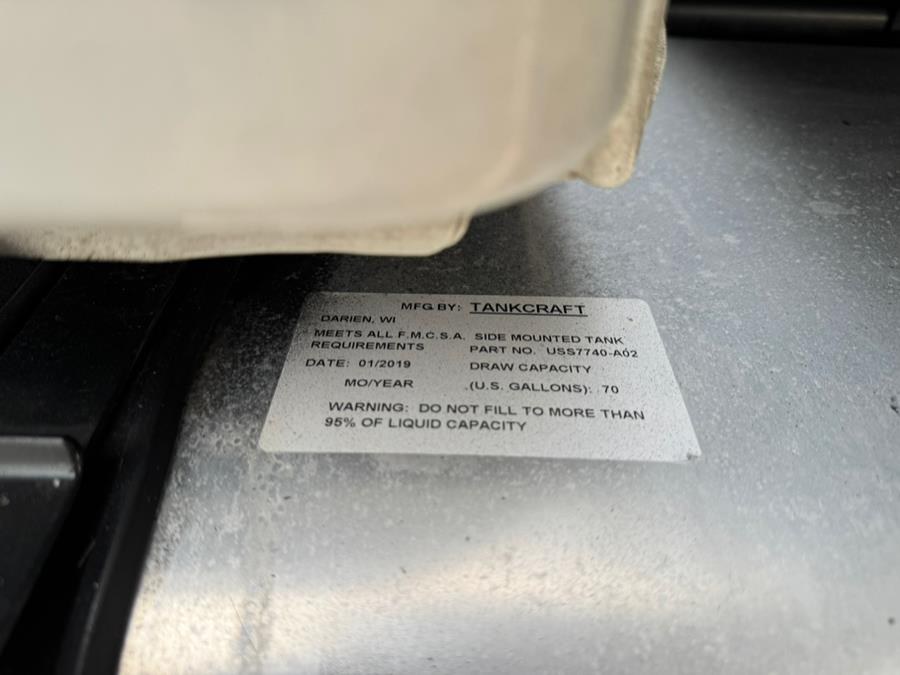 MFG BY: TANKCRAFT
DARIEN, WI
MEETS ALL F.M.C.S.A. SIDE MOUNTED TANK
REQUIREMENTS PART NO. USS7740-A02
DATE: 01/2019 DRAW CAPACITY
MO/YEAR (U.S. GALLONS): 70
WARNING: DO NOT FILL TO MORE THAN
95% OF LIQUID CAPACITY